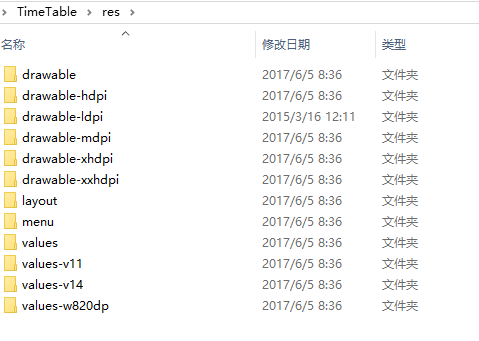 TimeTable > res >
名称 修改日期 类型
drawable 2017/6/5 8:36 文件夹
drawable-hdpi 2017/6/5 8:36 文件夹
drawable-ldpi 2015/3/16 12:11 文件夹
drawable-mdpi 2017/6/5 8:36 文件夹
drawable-xhdpi 2017/6/5 8:36 文件夹
drawable-xxhdpi 2017/6/5 8:36 文件夹
layout 2017/6/5 8:36 文件夹
menu 2017/6/5 8:36 文件夹
values 2017/6/5 8:36 文件夹
values-v11 2017/6/5 8:36 文件夹
values-v14 2017/6/5 8:36 文件夹
values-w820dp 2017/6/5 8:36 文件夹